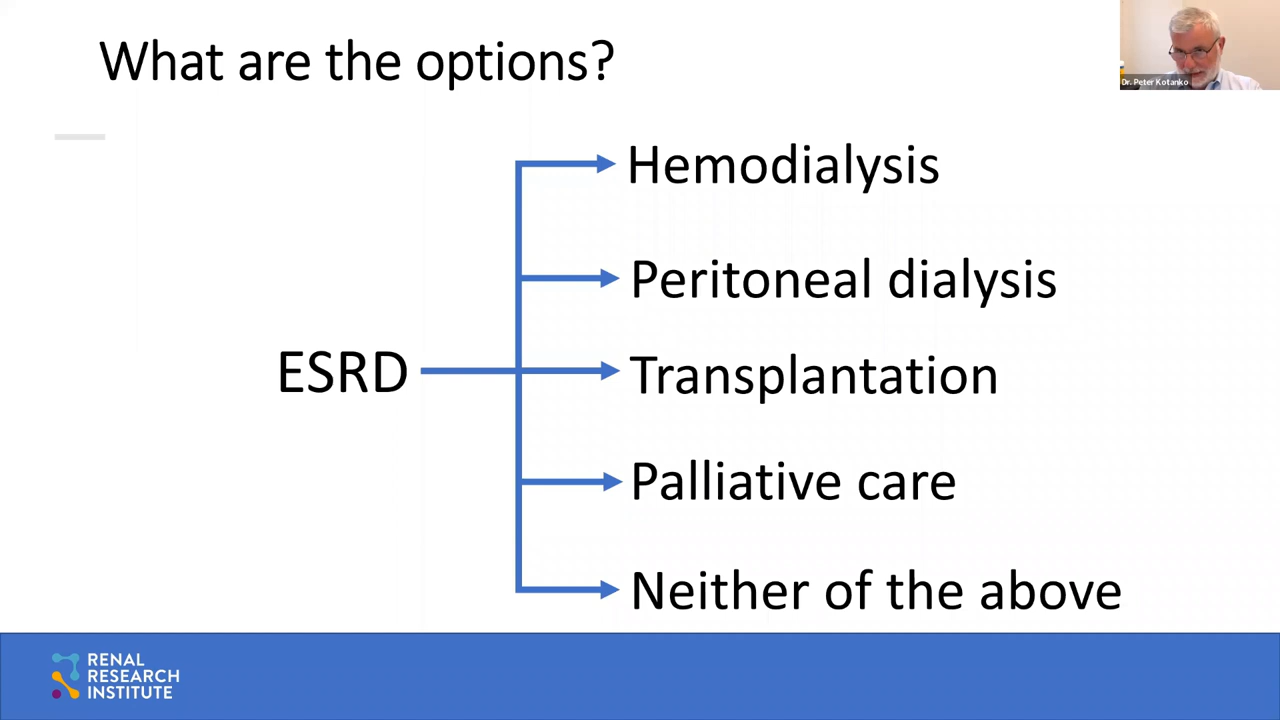 What are the options?
Dr. Peter Kotanko
Hemodialysis
Peritoneal dialysis
ESRD
Transplantation
Palliative care
Neither of the above
RENAL
RESEARCH
INSTITUTE